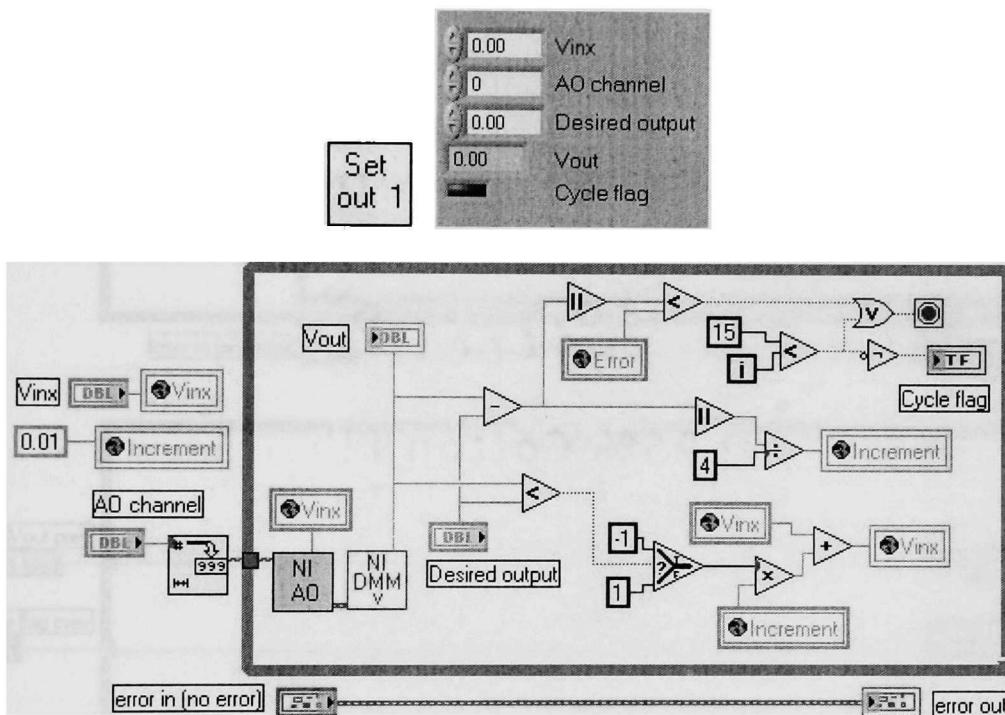 0.00 Vinx
0 AO channel
0.00 Desired output
0.00 Vout
Cycle flag
Set
out 1
Vout DBL
15
i
Error
TF
Cycle flag
Vinx DBL Vinx
0.01 Increment
4
Increment
AO channel
DBL
999
Vinx
NI
AO
NI
DMM
V
DBL
Desired output
-1
1
?
Vinx
Vinx
Increment
error in (no error)
error out